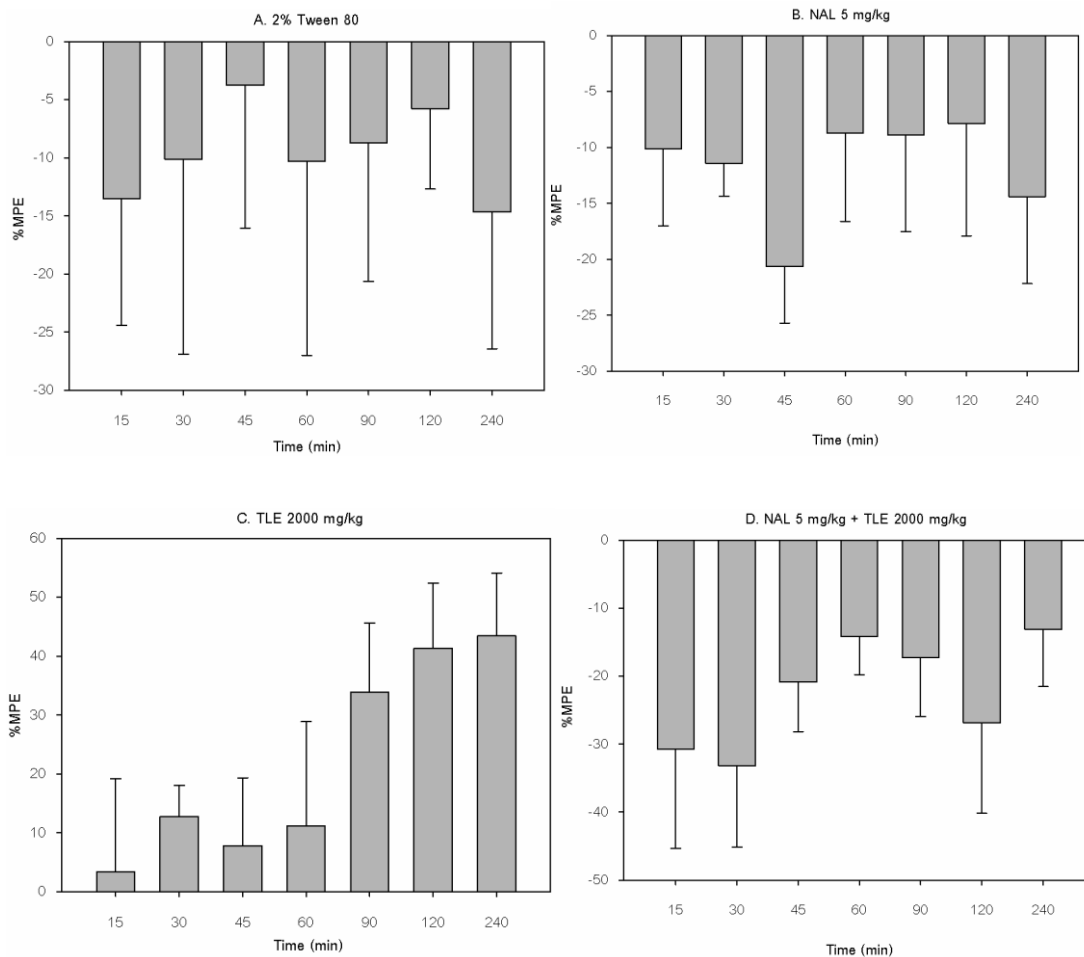 A. 2% Tween 80
0
-5
-10
-15
-20
-25
-30
%MPE
15 30 45 60 90 120 240
Time (min)
B. NAL 5 mg/kg
0
-5
-10
-15
-20
-25
-30
%MPE
15 30 45 60 90 120 240
Time (min)
C. TLE 2000 mg/kg
60
50
40
30
20
10
0
%MPE
15 30 45 60 90 120 240
Time (min)
D. NAL 5 mg/kg + TLE 2000 mg/kg
0
-10
-20
-30
-40
-50
%MPE
15 30 45 60 90 120 240
Time (min)